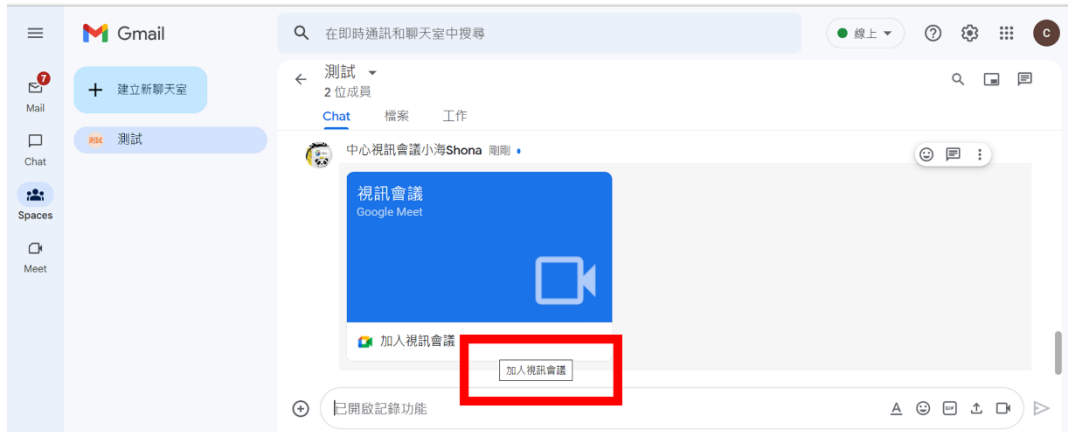 Gmail
在即時通訊和聊天室中搜尋
線上
C
7
Mail
建立新聊天室
測試
2 位成員
Chat
檔案
工作
測試
測試
Chat
中心視訊會議小海Shona 剛剛
視訊會議
Google Meet
Spaces
Meet
加入視訊會議
加入視訊會議
已開啟記錄功能
A
GIF